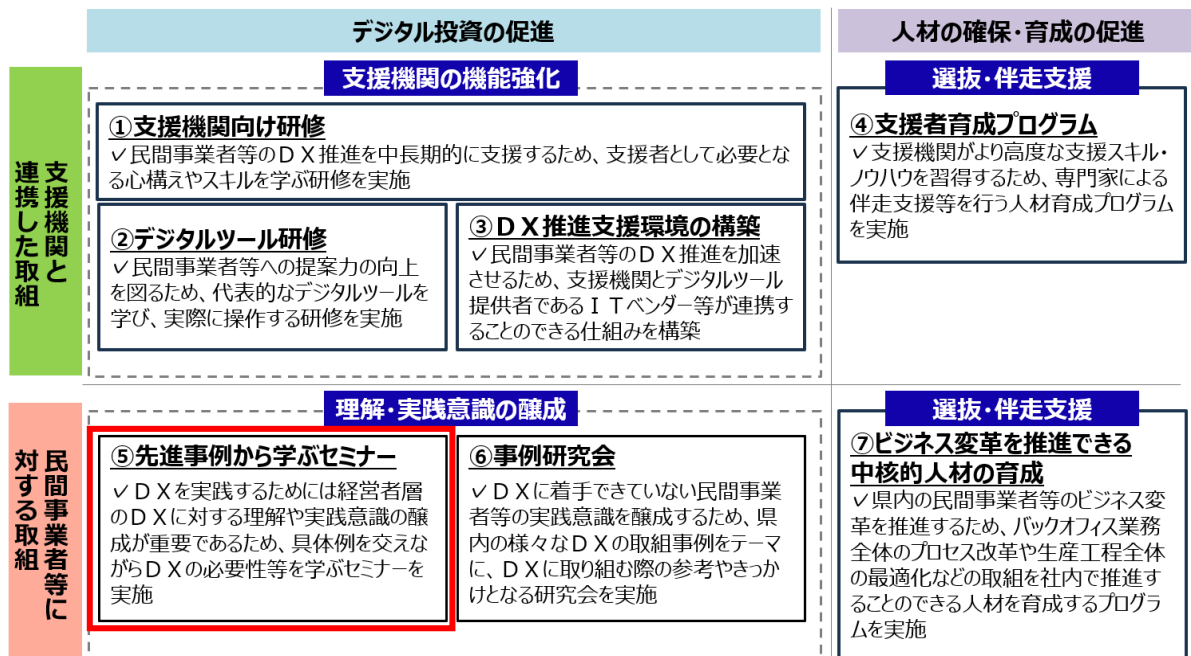 デジタル投資の促進
人材の確保・育成の促進
支援機関と
連携した取組
支援機関の機能強化
①支援機関向け研修
✓民間事業者等のＤＸ推進を中長期的に支援するため、支援者として必要とな
る心構えやスキルを学ぶ研修を実施
②デジタルツール研修
✓民間事業者等への提案力の向上
を図るため、代表的なデジタルツールを
学び、実際に操作する研修を実施
③ＤＸ推進支援環境の構築
✓民間事業者等のＤＸ推進を加速
させるため、支援機関とデジタルツール
提供者であるＩＴベンダー等が連携す
ることのできる仕組みを構築
選抜・伴走支援
④支援者育成プログラム
✓支援機関がより高度な支援スキル・
ノウハウを習得するため、専門家による
伴走支援等を行う人材育成プログラム
を実施
民間事業者等に
対する取組
理解・実践意識の醸成
⑤先進事例から学ぶセミナー
✓ＤＸを実践するためには経営者層
のＤＸに対する理解や実践意識の醸
成が重要であるため、具体例を交えな
がらＤＸの必要性等を学ぶセミナーを
実施
⑥事例研究会
✓ＤＸに着手できていない民間事業
者等の実践意識を醸成するため、県
内の様々なＤＸの取組事例をテーマ
に、ＤＸに取り組む際の参考やきっか
けとなる研究会を実施
選抜・伴走支援
⑦ビジネス変革を推進できる
中核的人材の育成
✓県内の民間事業者等のビジネス変
革を推進するため、バックオフィス業務
全体のプロセス改革や生産工程全体
の最適化などの取組を社内で推進す
ることのできる人材を育成するプログラ
ムを実施